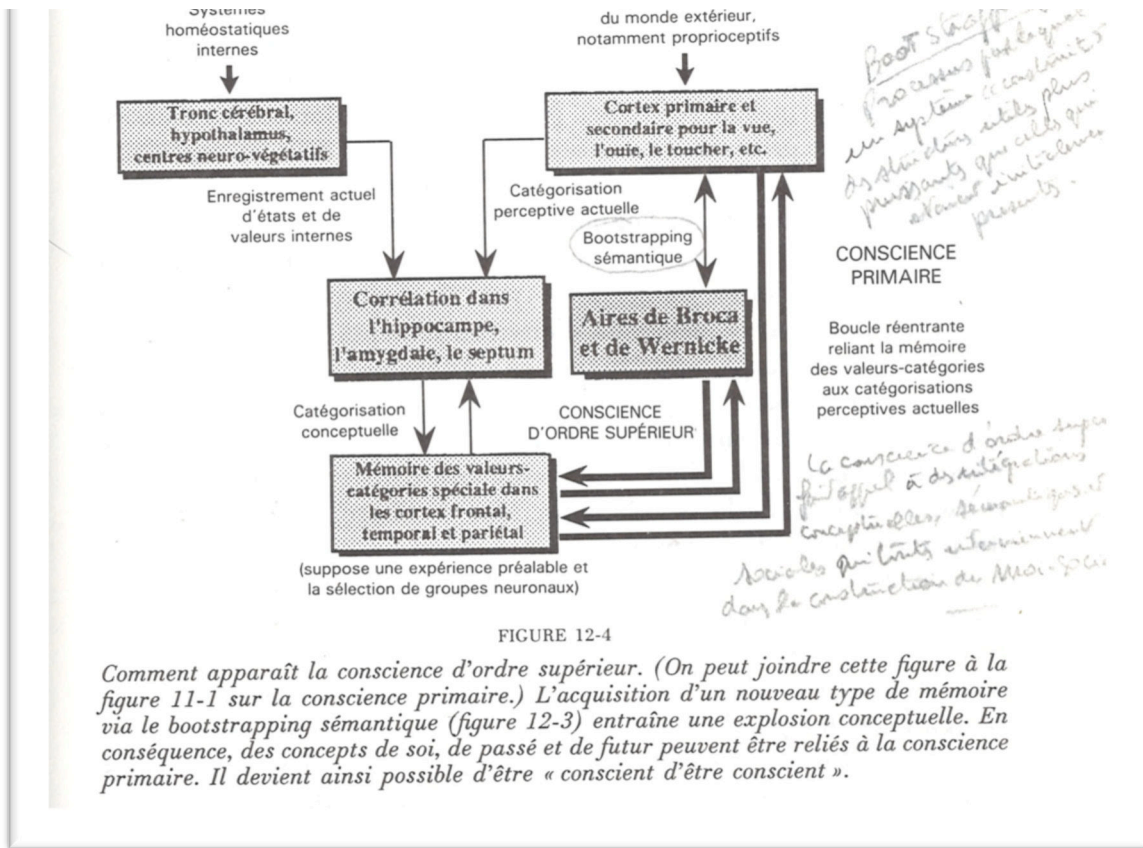 Systèmes
homéostatiques
internes
du monde extérieur,
notamment proprioceptifs
Tronc cérébral,
hypothalamus,
centres neuro-végétatifs
Cortex primaire et
secondaire pour la vue,
l'ouie, le toucher, etc.
Enregistrement actuel
d'états et de
valeurs internes
Catégorisation
perceptive actuelle
Bootstrapping
sémantique
Corrélation dans
l'hippocampe,
l'amygdale, le septum
Aires de Broca
et de Wernicke
Catégorisation
conceptuelle
CONSCIENCE
D'ORDRE SUPÉRIEUR
Mémoire des valeurs-
catégories spéciale dans
les cortex frontal,
temporal et pariétal
(suppose une expérience préalable et
la sélection de groupes neuronaux)
Bootstrapp
Processus par lequel
un système construit
des structures utiles plus
puissantes que celles qui
étaient initialement
présentes.
CONSCIENCE
PRIMAIRE
Boucle réentrante
reliant la mémoire
des valeurs-catégories
aux catégorisations
perceptives actuelles
La conscience d'ordre supé
fait appel à des intégrations
conceptuelles, sémantiques et
sociales qui toutes interviennent
dans la construction du
FIGURE 12-4
Comment apparaît la conscience d'ordre supérieur. (On peut joindre cette figure à la
figure 11-1 sur la conscience primaire.) L'acquisition d'un nouveau type de mémoire
via le bootstrapping sémantique (figure 12-3) entraîne une explosion conceptuelle. En
conséquence, des concepts de soi, de passé et de futur peuvent être reliés à la conscience
primaire. Il devient ainsi possible d'être « conscient d'être conscient ».